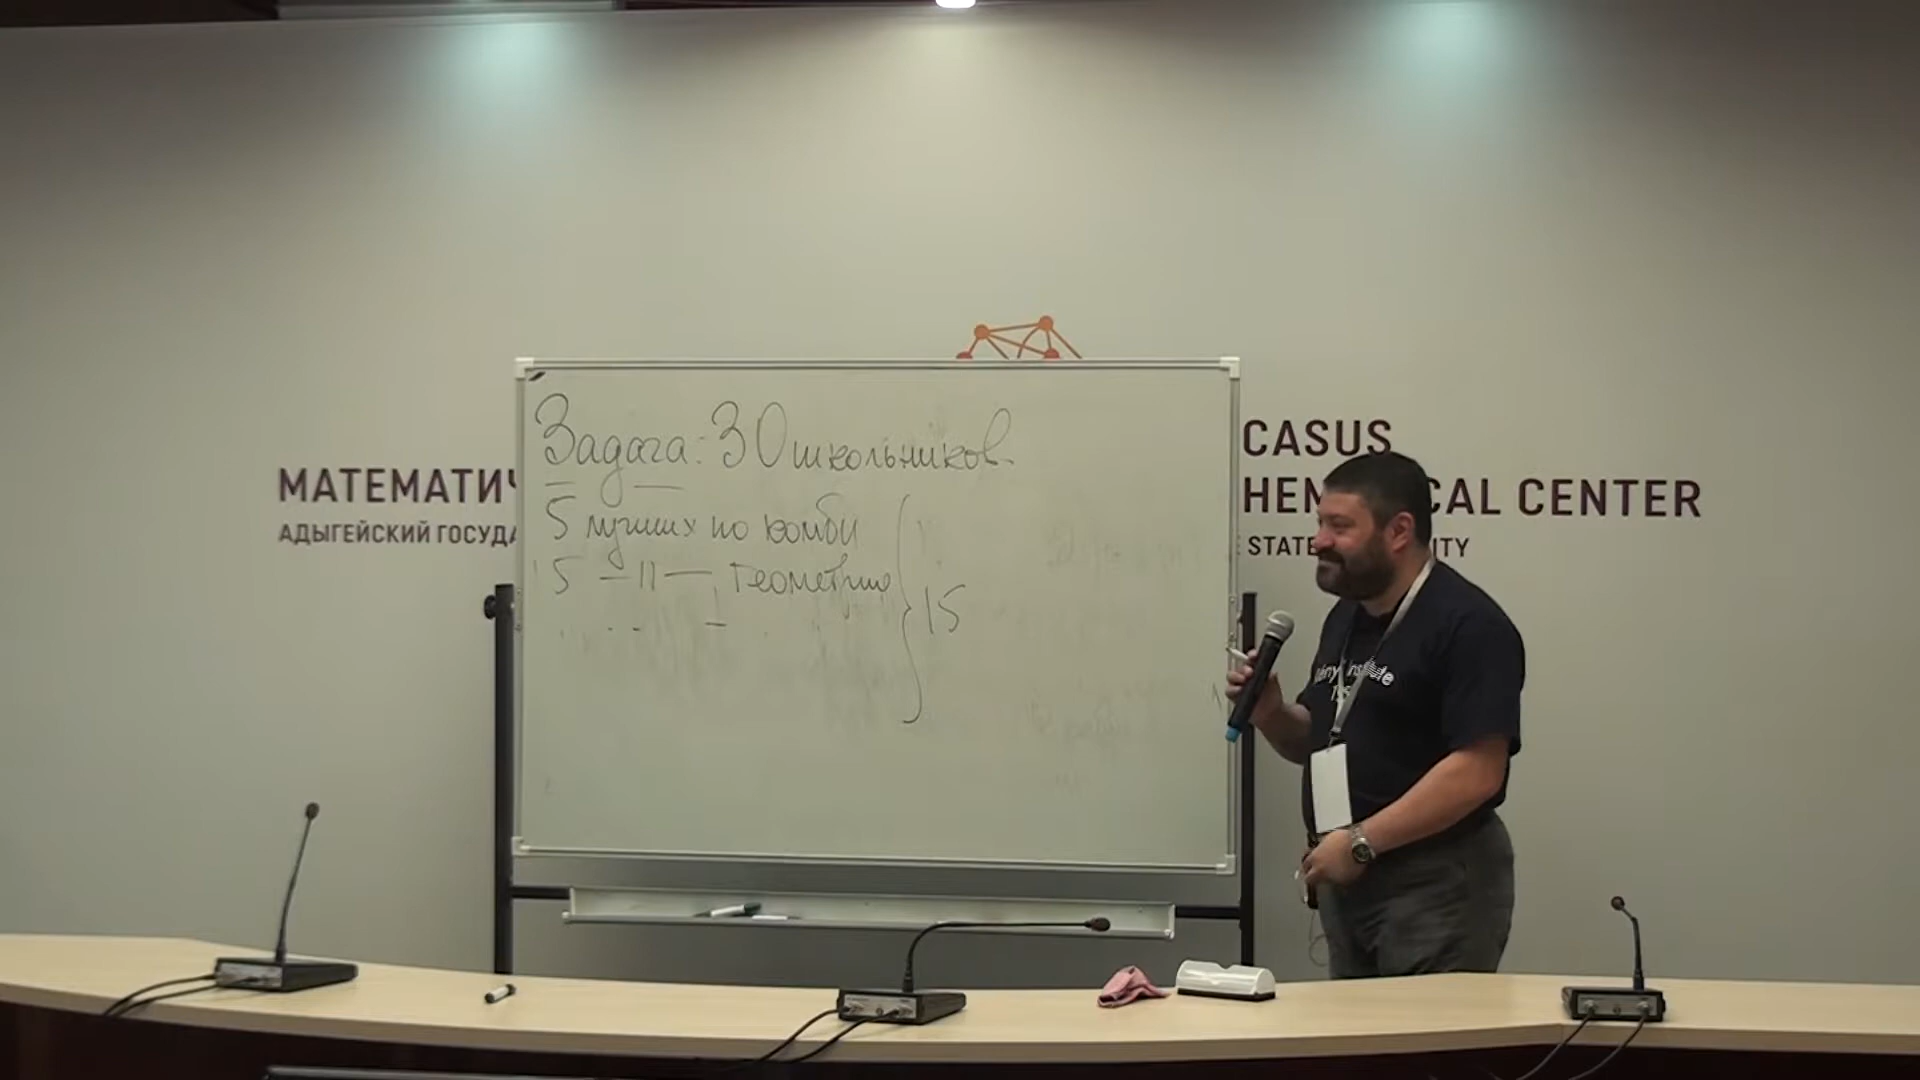 Задача: 30 школьников.
5 лучших по комби
5 —11— геометрии
15
МАТЕМАТИЧ
АДЫГЕЙСКИЙ ГОСУДА
CASUS
HEM CAL CENTER
STATE ITY